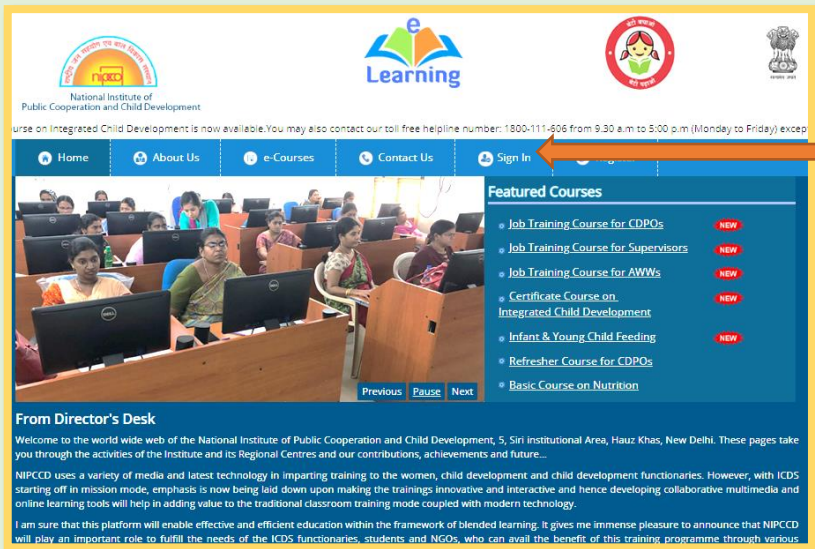 राष्ट्रीय जन सहयोग एवं बाल विकास संस्थान
nipccd
National Institute of
Public Cooperation and Child Development
e
Learning
बेटी बचाओ
बेटी पढ़ाओ
सत्यमेव जयते
urse on Integrated Child Development is now available.You may also contact our toll free helpline number: 1800-111-606 from 9.30 a.m to 5:00 p.m (Monday to Friday) excep
Home
About Us
e-Courses
Contact Us
Sign In
Featured Courses
Job Training Course for CDPOs NEW
Job Training Course for Supervisors NEW
Job Training Course for AWWs NEW
Certificate Course on NEW
Integrated Child Development
Infant & Young Child Feeding NEW
Refresher Course for CDPOs
Basic Course on Nutrition
DELL
Previous Pause Next
From Director's Desk
Welcome to the world wide web of the National Institute of Public Cooperation and Child Development, 5, Siri institutional Area, Hauz Khas, New Delhi. These pages take
you through the activities of the Institute and its Regional Centres and our contributions, achievements and future...
NIPCCD uses a variety of media and latest technology in imparting training to the women, child development and child development functionaries. However, with ICDS
starting off in mission mode, emphasis is now being laid down upon making the trainings innovative and interactive and hence developing collaborative multimedia and
online learning tools will help in adding value to the traditional classroom training mode coupled with modern technology.
I am sure that this platform will enable effective and efficient education within the framework of blended learning. It gives me immense pleasure to announce that NIPCCD
will play an important role to fulfill the needs of the ICDS functionaries, students and NGOs, who can avail the benefit of this training programme through various